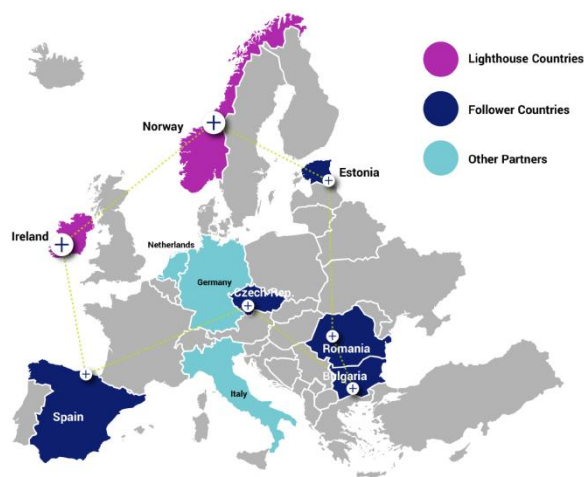 Lighthouse Countries
Follower Countries
Other Partners
Norway
Estonia
Ireland
Netherlands
Germany
Czech Rep.
Romania
Bulgaria
Italy
Spain